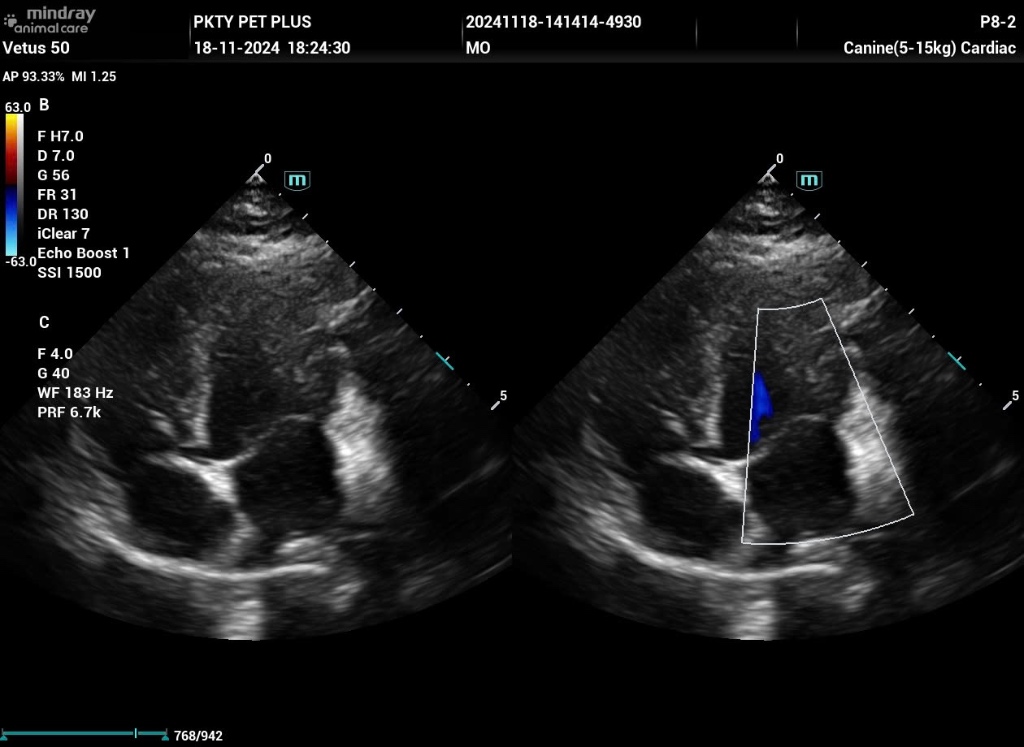 mindray
animal care
Vetus 50
PKTY PET PLUS
18-11-2024 18:24:30
20241118-141414-4930
MO
P8-2
Canine(5-15kg) Cardiac
AP 93.33% MI 1.25
63.0
B
F H7.0
D 7.0
G 56
FR 31
DR 130
iClear 7
Echo Boost 1
-63.0
SSI 1500
C
F 4.0
G 40
WF 183 Hz
PRF 6.7k
0
m
5
0
m
5
768/942